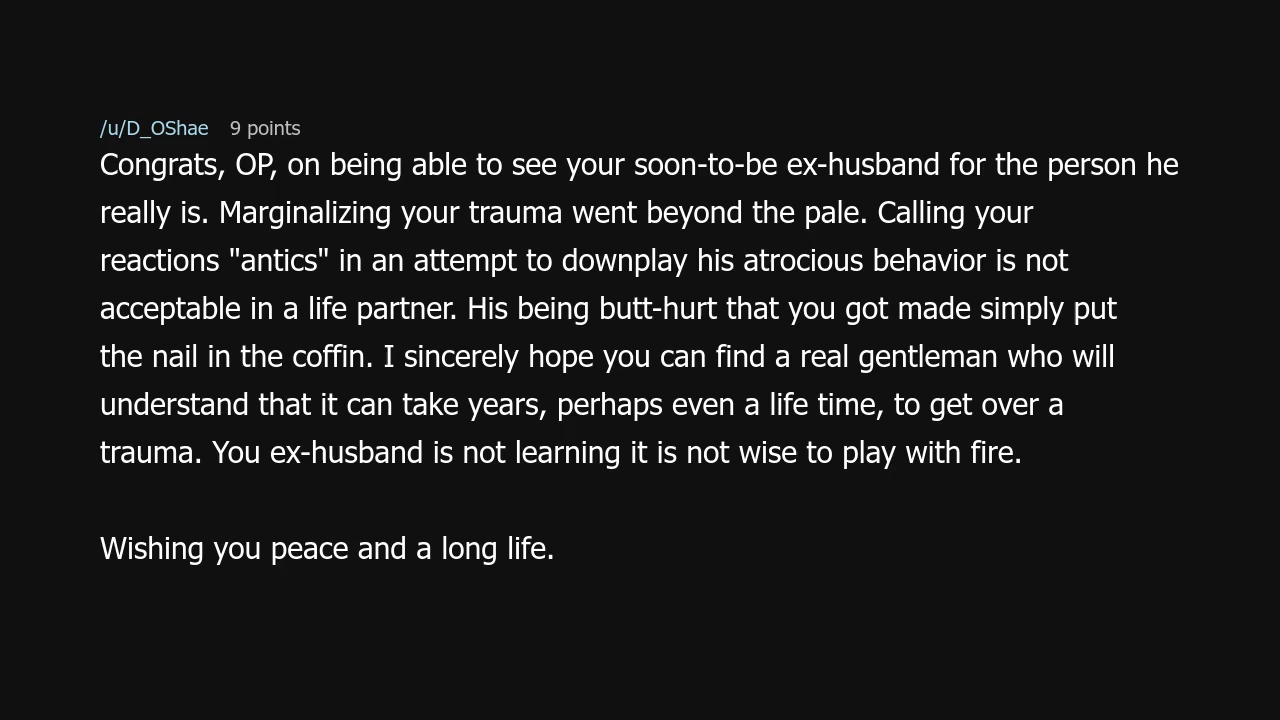 /u/D_OShae 9 points
Congrats, OP, on being able to see your soon-to-be ex-husband for the person he
really is. Marginalizing your trauma went beyond the pale. Calling your
reactions "antics" in an attempt to downplay his atrocious behavior is not
acceptable in a life partner. His being butt-hurt that you got made simply put
the nail in the coffin. I sincerely hope you can find a real gentleman who will
understand that it can take years, perhaps even a life time, to get over a
trauma. You ex-husband is not learning it is not wise to play with fire.
Wishing you peace and a long life.